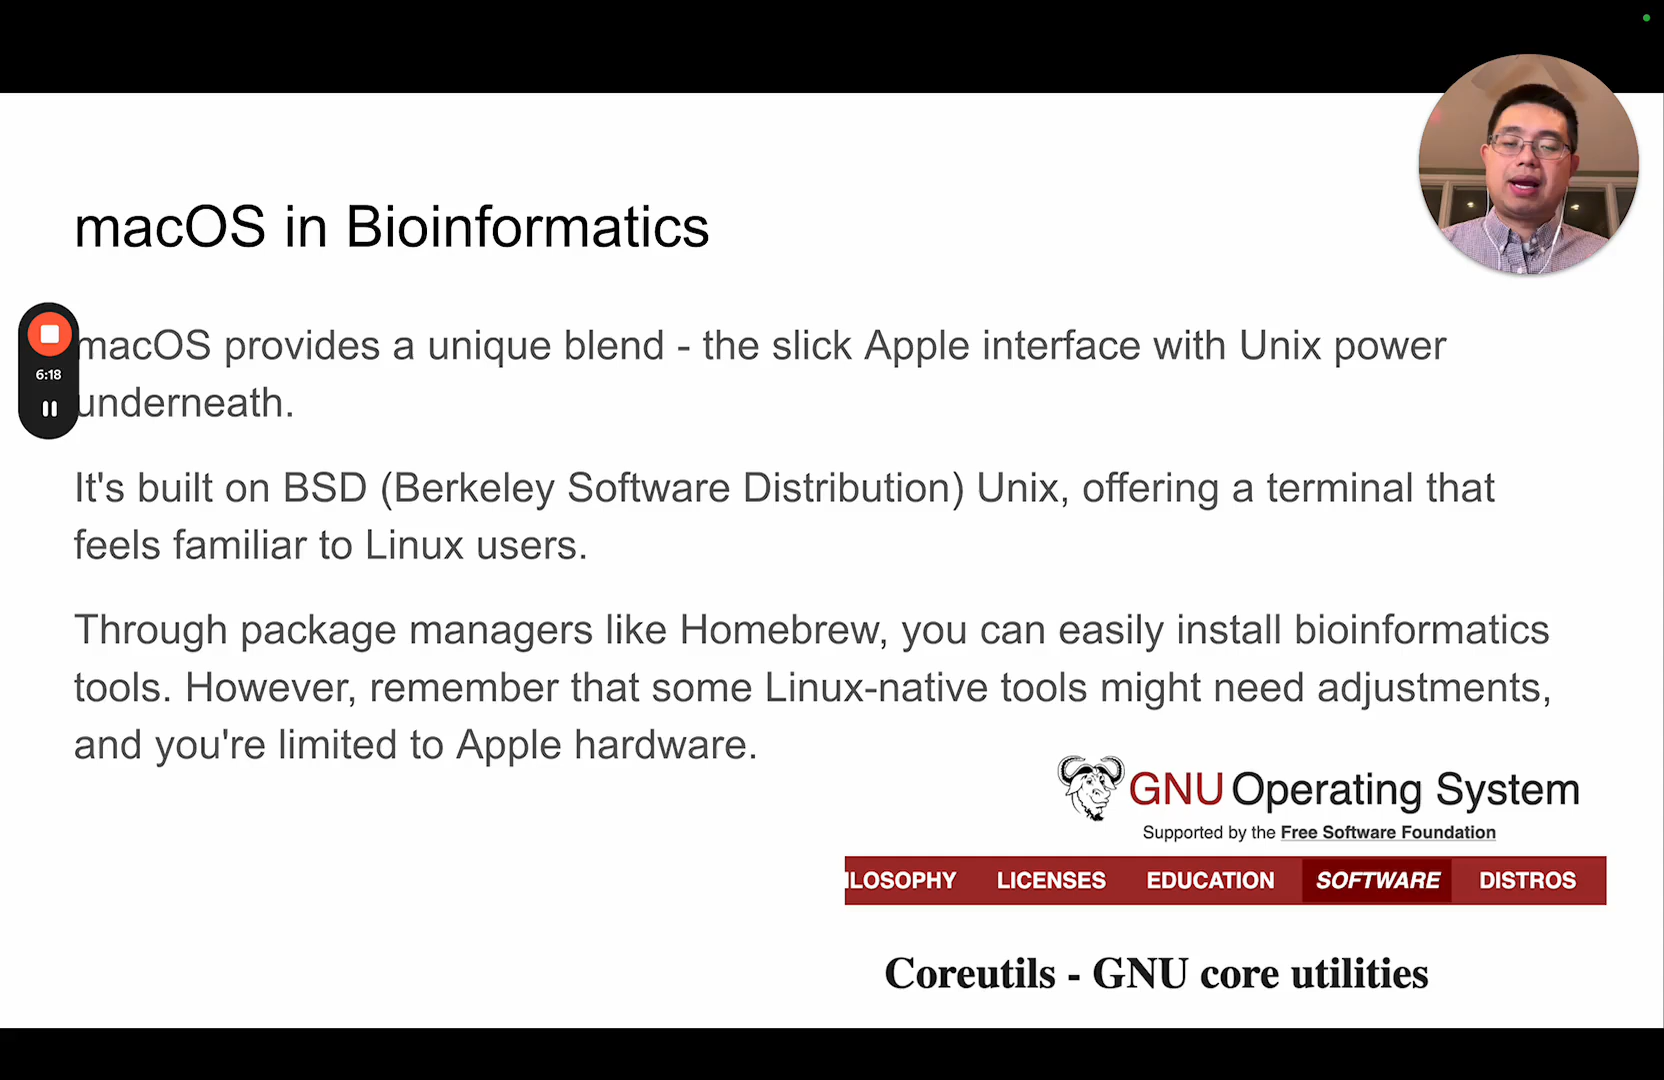 macOS in Bioinformatics
macOS provides a unique blend - the slick Apple interface with Unix power
underneath.
6:18
It's built on BSD (Berkeley Software Distribution) Unix, offering a terminal that
feels familiar to Linux users.
Through package managers like Homebrew, you can easily install bioinformatics
tools. However, remember that some Linux-native tools might need adjustments,
and you're limited to Apple hardware.
GNU Operating System
Supported by the Free Software Foundation
ILOSOPHY LICENSES EDUCATION SOFTWARE DISTROS
Coreutils - GNU core utilities